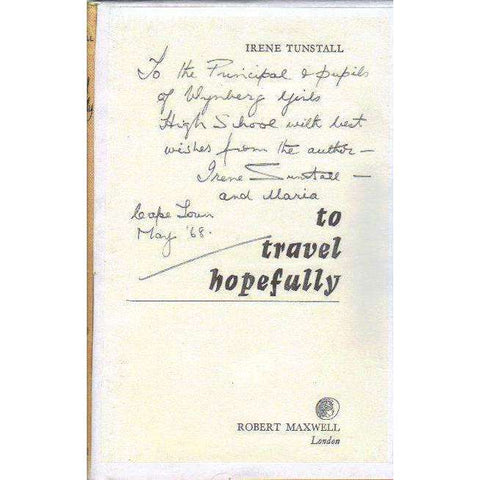 IRENE TUNSTALL
To the Principal & pupils
of Wynberg Girls
High School with best
wishes from the author —
Irene Tunstall —
and Maria
Cape Town
May '68.
to
travel
hopefully
ROBERT MAXWELL
London